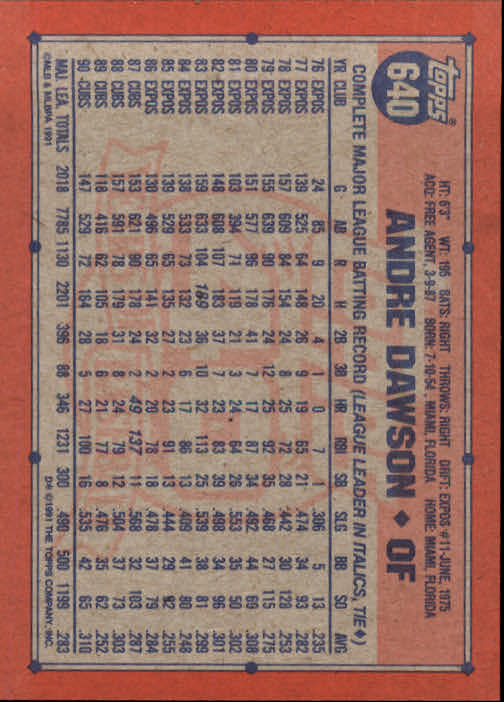 topps®
640
HT: 6'3" WT: 195 BATS: RIGHT THROWS: RIGHT DRFT: EXPOS #11-JUNE, 1975
ACQ: FREE AGENT, 3-9-87 BORN: 7-10-54, MIAMI, FLORIDA HOME: MIAMI, FLORIDA
ANDRE DAWSON ◆ OF
COMPLETE MAJOR LEAGUE BATTING RECORD (LEAGUE LEADER IN ITALICS, TIE◆)
YR CLUB G AB R H 2B 3B HR RBI SB SLG BB SO AVG
76 EXPOS 24 85 9 20 4 1 0 7 1 .306 5 13 .235
77 EXPOS 139 525 64 148 26 9 19 65 21 .474 34 93 .282
78 EXPOS 157 609 84 154 24 8 25 72 28 .442 30 128 .253
79 EXPOS 155 639 90 176 24 12 25 92 35 .468 27 115 .275
80 EXPOS 151 577 96 178 41 7 17 87 34 .492 44 69 .308
81 EXPOS 103 394 71 119 21 3 24 64 26 .553 35 50 .302
82 EXPOS 148 608 107 183 37 7 23 83 39 .498 34 96 .301
83 EXPOS 159 633 104 189 36 10 32 113 25 .539 38 81 .299
84 EXPOS 138 533 73 132 23 6 17 86 13 .409 41 80 .248
85 EXPOS 139 529 65 135 27 2 23 91 13 .444 29 92 .255
86 EXPOS 130 496 65 141 32 2 20 78 18 .478 37 79 .284
87 CUBS 153 621 90 178 24 2 49 137 11 .568 32 103 .287
88 CUBS 157 591 78 179 31 8 24 79 12 .504 37 73 .303
89 CUBS 118 416 62 105 18 6 21 77 8 .476 35 62 .252
90 CUBS 147 529 72 164 28 5 27 100 16 .535 42 65 .310
MAJ. LEA. TOTALS 2018 7785 1130 2201 396 88 346 1231 300 .490 500 1199 .283
©MLB & MLBPA 1991
D* ©1991 THE TOPPS COMPANY, INC.